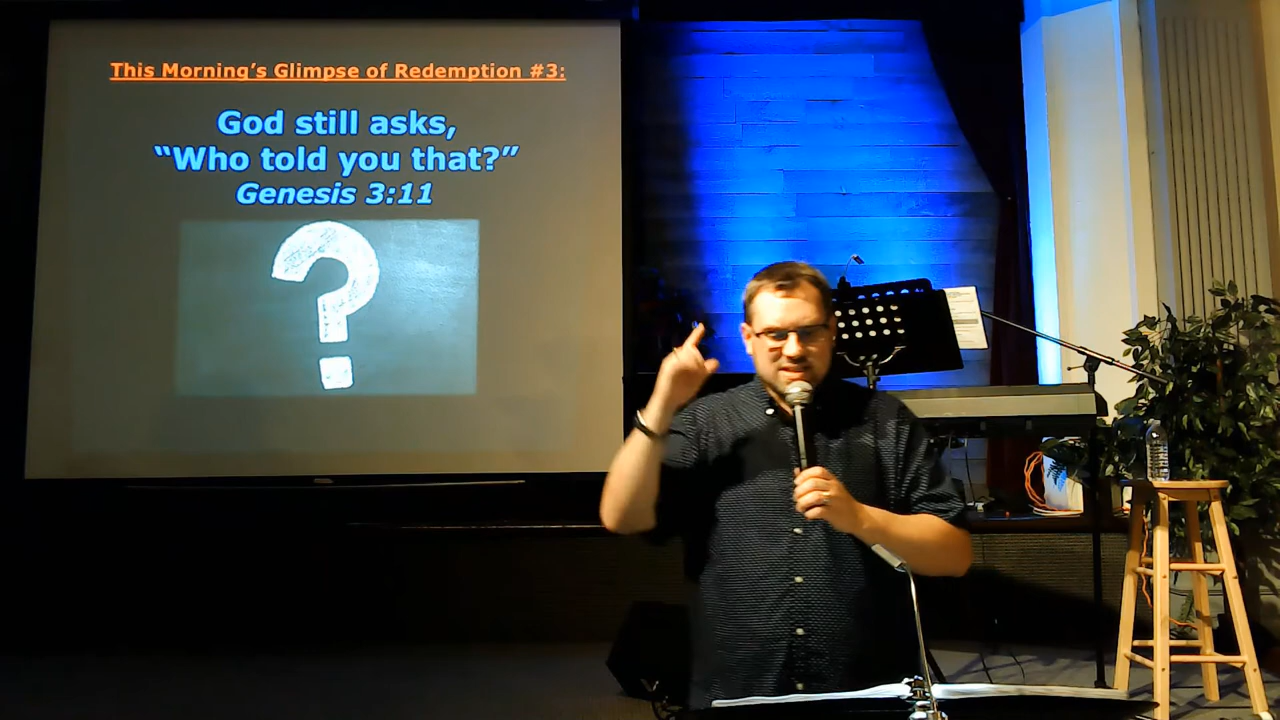 This Morning's Glimpse of Redemption #3:
God still asks,
“Who told you that?”
Genesis 3:11